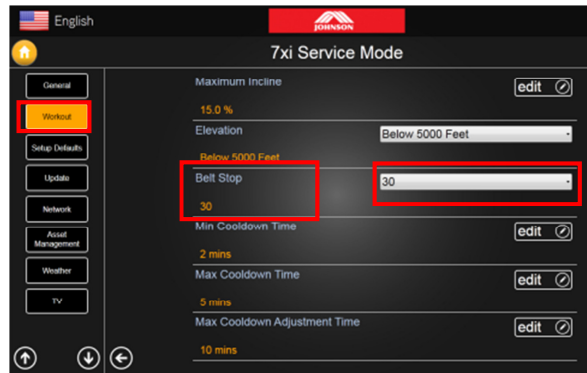 English
JOHNSON
7xi Service Mode
General
Workout
Setup Defaults
Update
Network
Asset
Management
Weather
TV
Maximum Incline
edit
15.0 %
Elevation
Below 5000 Feet
Below 5000 Feet
Belt Stop
30
30
Min Cooldown Time
edit
2 mins
Max Cooldown Time
edit
5 mins
Max Cooldown Adjustment Time
edit
10 mins